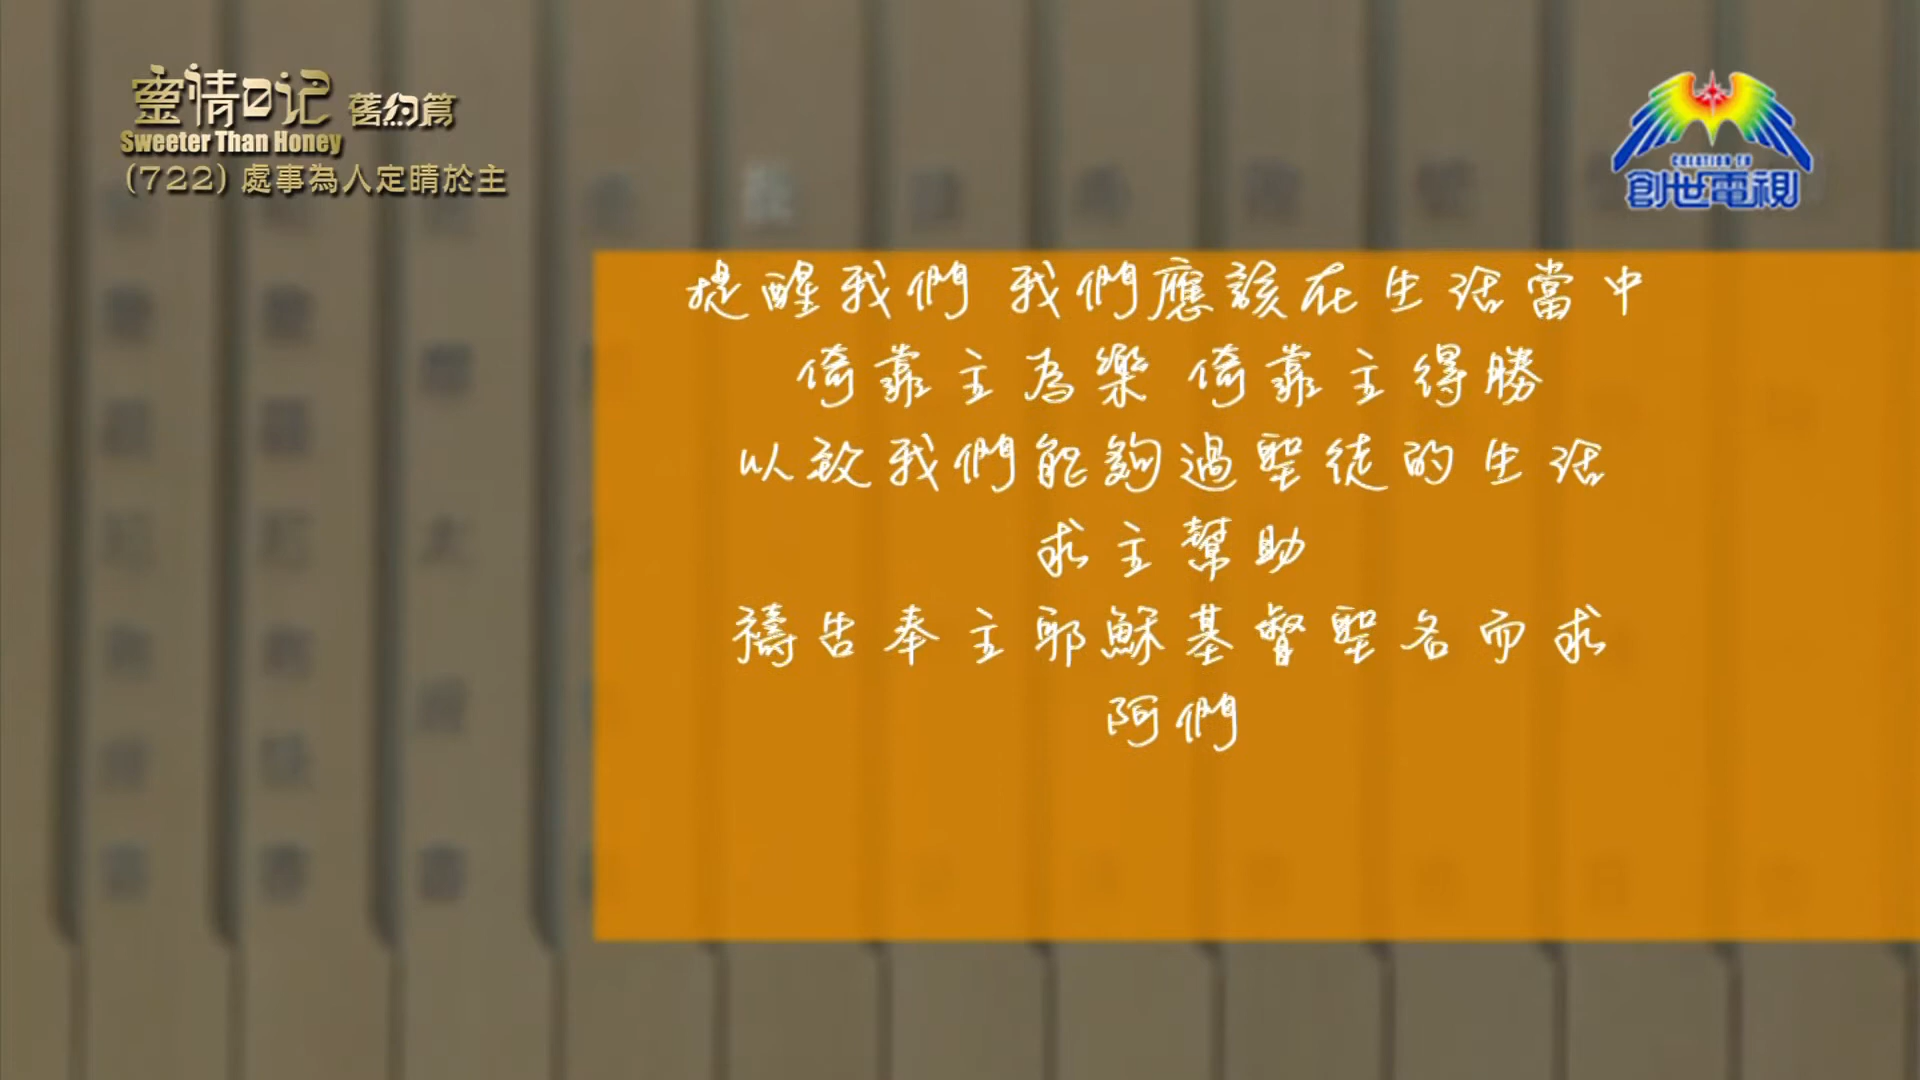 靈情日记 舊約篇
Sweeter Than Honey
(722) 處事為人定睛於主
CREATION TV
創世電視
提醒我們 我們應該在生活當中
倚靠主為樂 倚靠主得勝
以致我們能夠過聖徒的生活
求主幫助
禱告奉主耶穌基督聖名而求
阿們